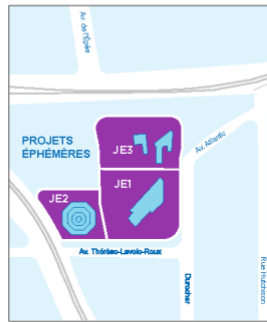 Av. de l'Épée
PROJETS
ÉPHÉMÈRES
JE3
Av. Atlantic
JE2
JE1
Av. Thérèse-Lavoie-Roux
Durocher
Rue Hutchison